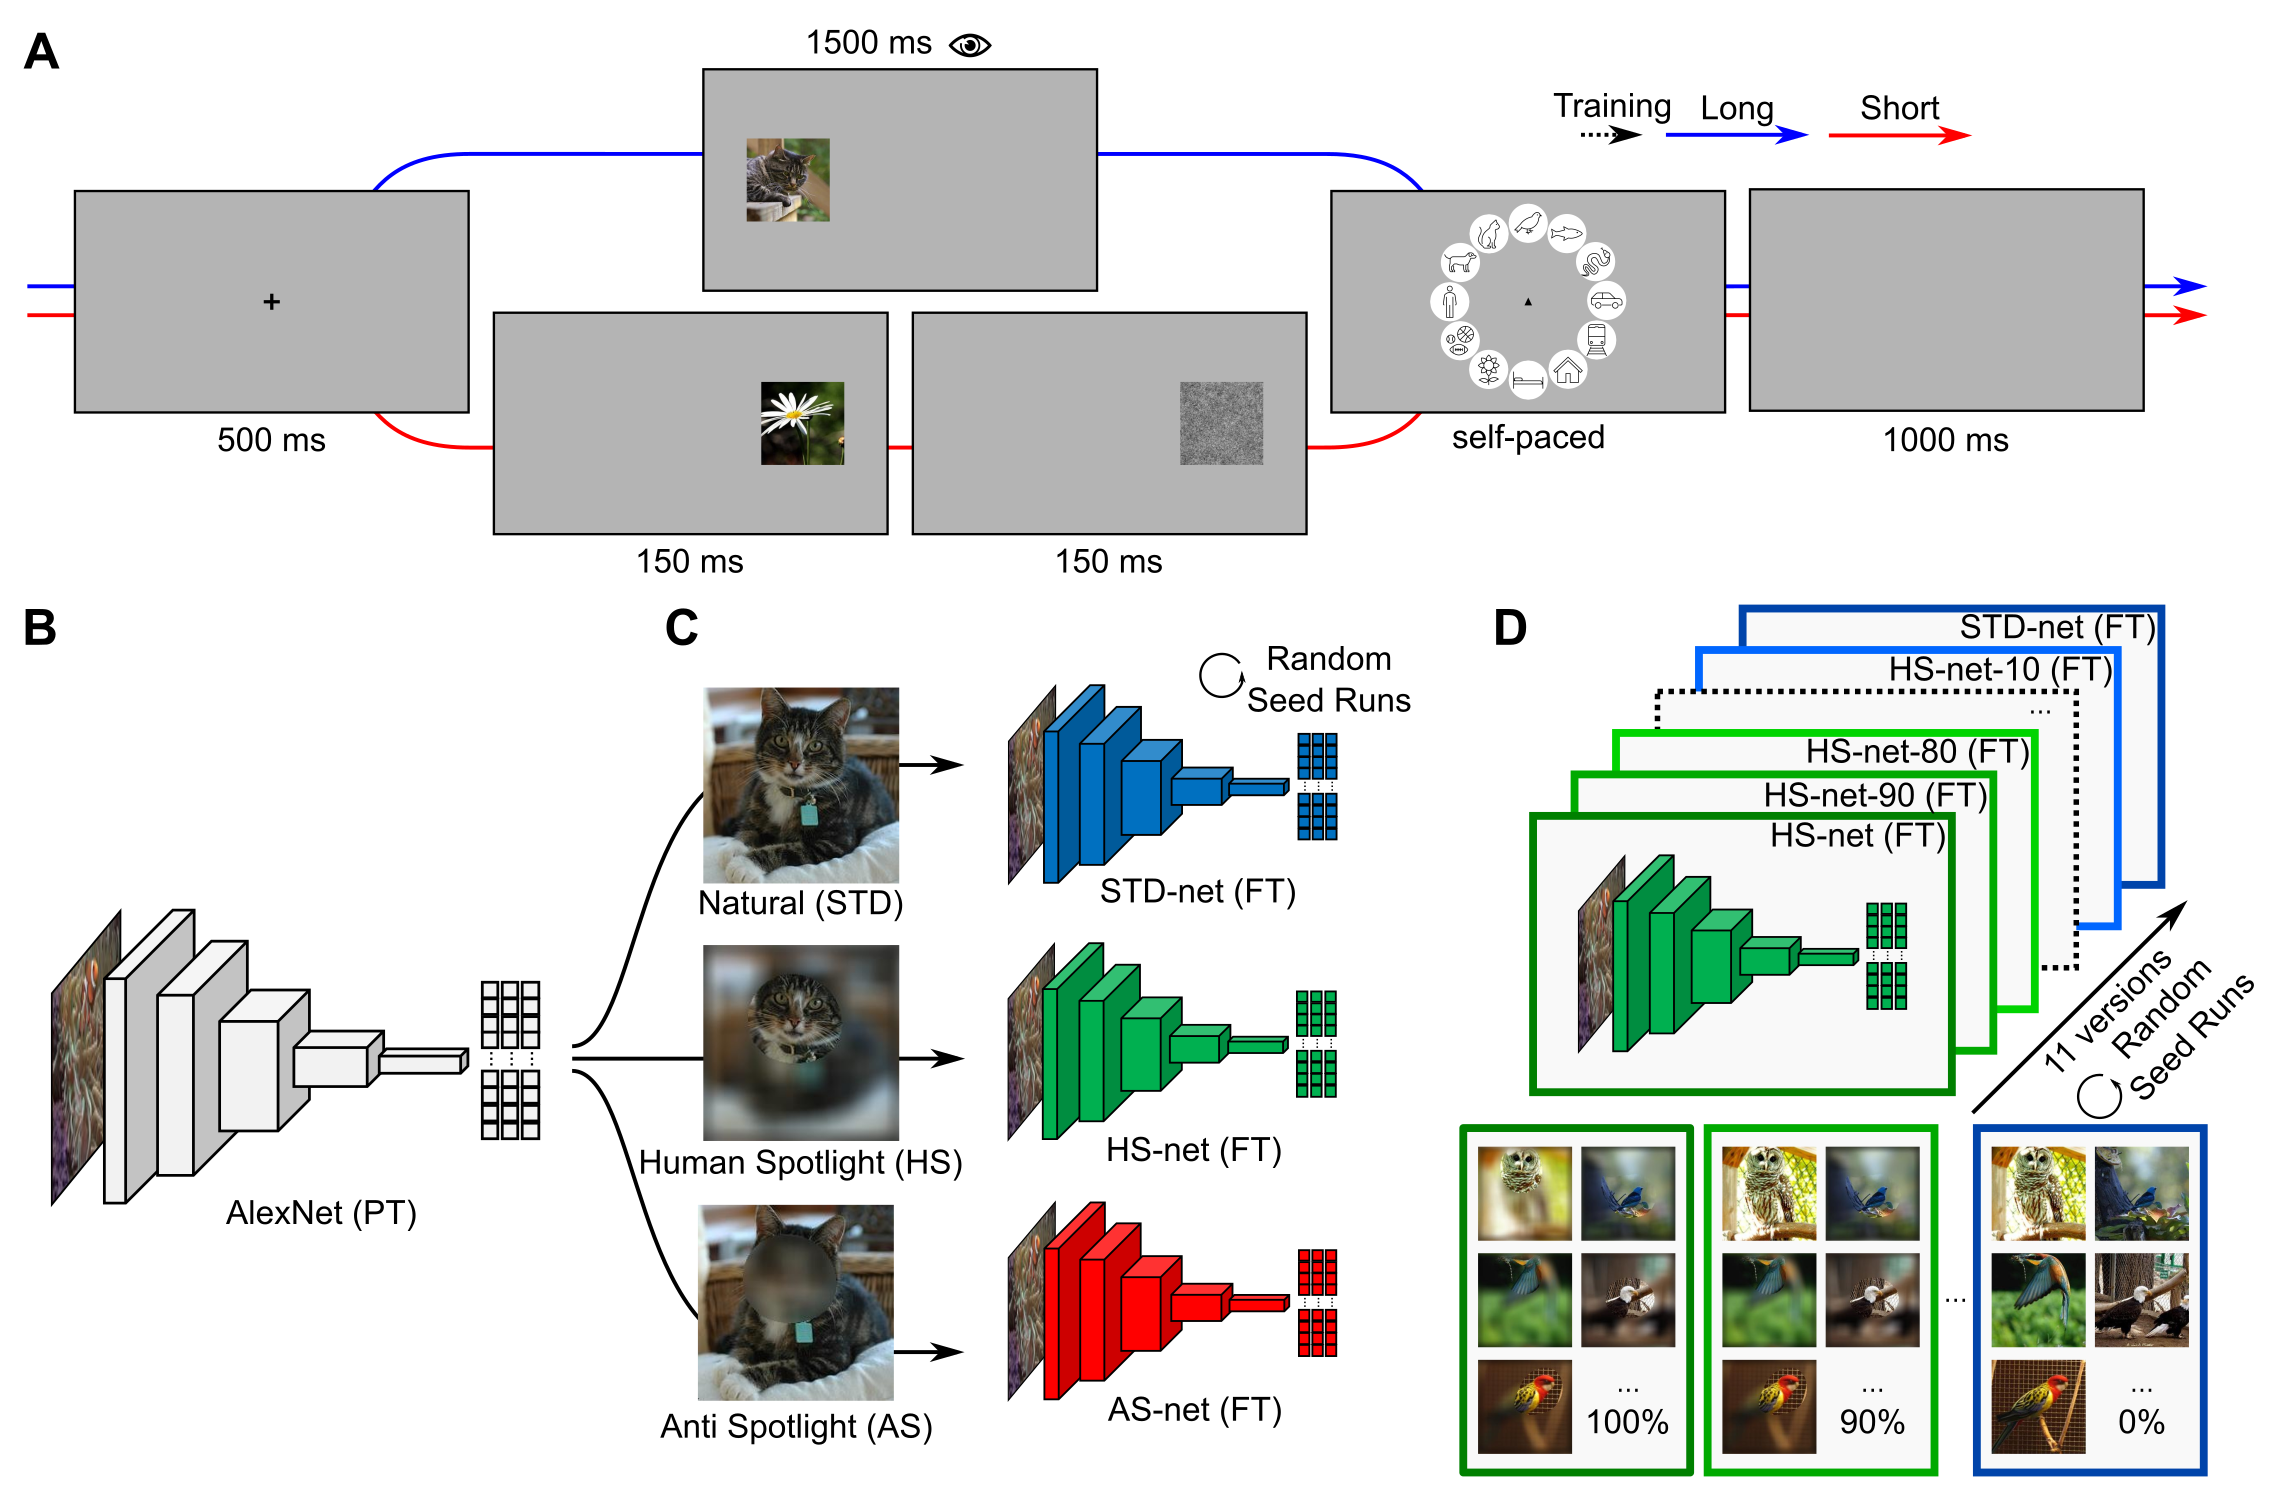 A
1500 ms
Training
Long
Short
+
500 ms
150 ms
150 ms
self-paced
1000 ms
B
AlexNet (PT)
C
Natural (STD)
Human Spotlight (HS)
Anti Spotlight (AS)
Random
Seed Runs
STD-net (FT)
HS-net (FT)
AS-net (FT)
D
STD-net (FT)
HS-net-10 (FT)
...
HS-net-80 (FT)
HS-net-90 (FT)
HS-net (FT)
11 versions
Random
Seed Runs
...
100%
...
90%
...
...
0%